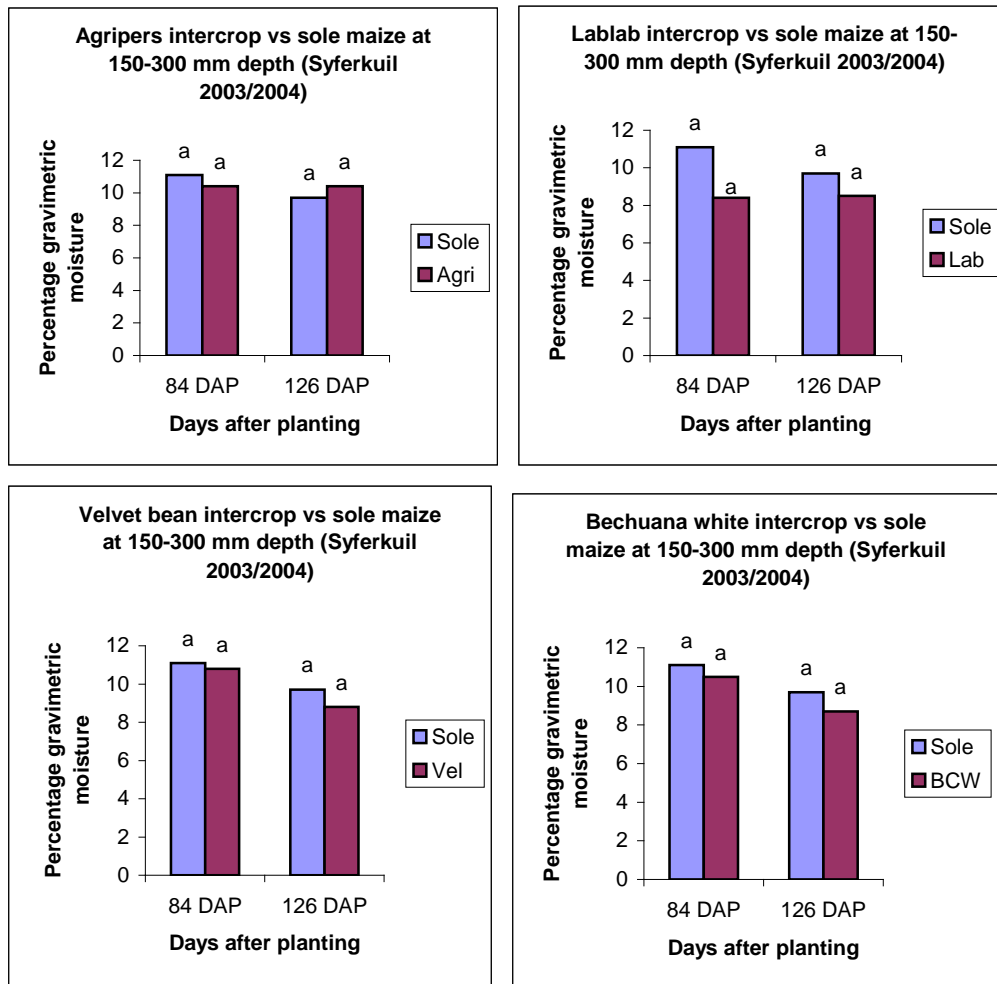 Agripers intercrop vs sole maize at
150-300 mm depth (Syferkuil
2003/2004)
Percentage gravimetric
moisture
12
10
8
6
4
2
0
a
a
a
a
84 DAP
126 DAP
Days after planting
Sole
Agri
Lablab intercrop vs sole maize at 150-
300 mm depth (Syferkuil 2003/2004)
Percentage gravimetric
moisture
12
10
8
6
4
2
0
a
a
a
a
84 DAP
126 DAP
Days after planting
Sole
Lab
Velvet bean intercrop vs sole maize
at 150-300 mm depth (Syferkuil
2003/2004)
Percentage gravimetric
moisture
12
10
8
6
4
2
0
a
a
a
a
84 DAP
126 DAP
Days after planting
Sole
Vel
Bechuana white intercrop vs sole
maize at 150-300 mm depth (Syferkuil
2003/2004)
Percentage gravimetric
moisture
12
10
8
6
4
2
0
a
a
a
a
84 DAP
126 DAP
Days after planting
Sole
BCW